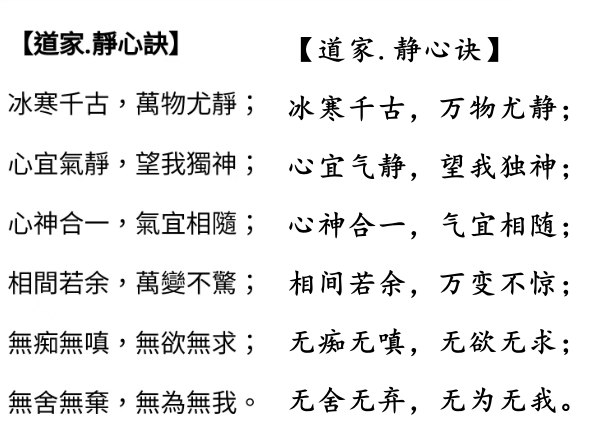 【道家.靜心訣】
冰寒千古，萬物尤靜；
心宜氣靜，望我獨神；
心神合一，氣宜相隨；
相間若余，萬變不驚；
無痴無嗔，無欲無求；
無舍無棄，無為無我。
【道家.静心诀】
冰寒千古，万物尤静；
心宜气静，望我独神；
心神合一，气宜相随；
相间若余，万变不惊；
无痴无嗔，无欲无求；
无舍无弃，无为无我。